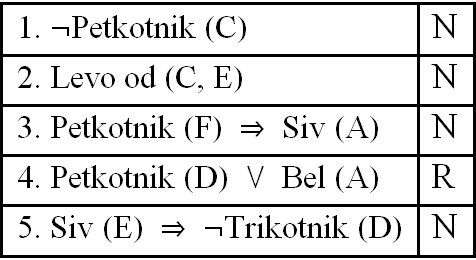 1. ¬Petkotnik (C) N
2. Levo od (C, E) N
3. Petkotnik (F) ⇒ Siv (A) N
4. Petkotnik (D) \/ Bel (A) R
5. Siv (E) ⇒ ¬Trikotnik (D) N